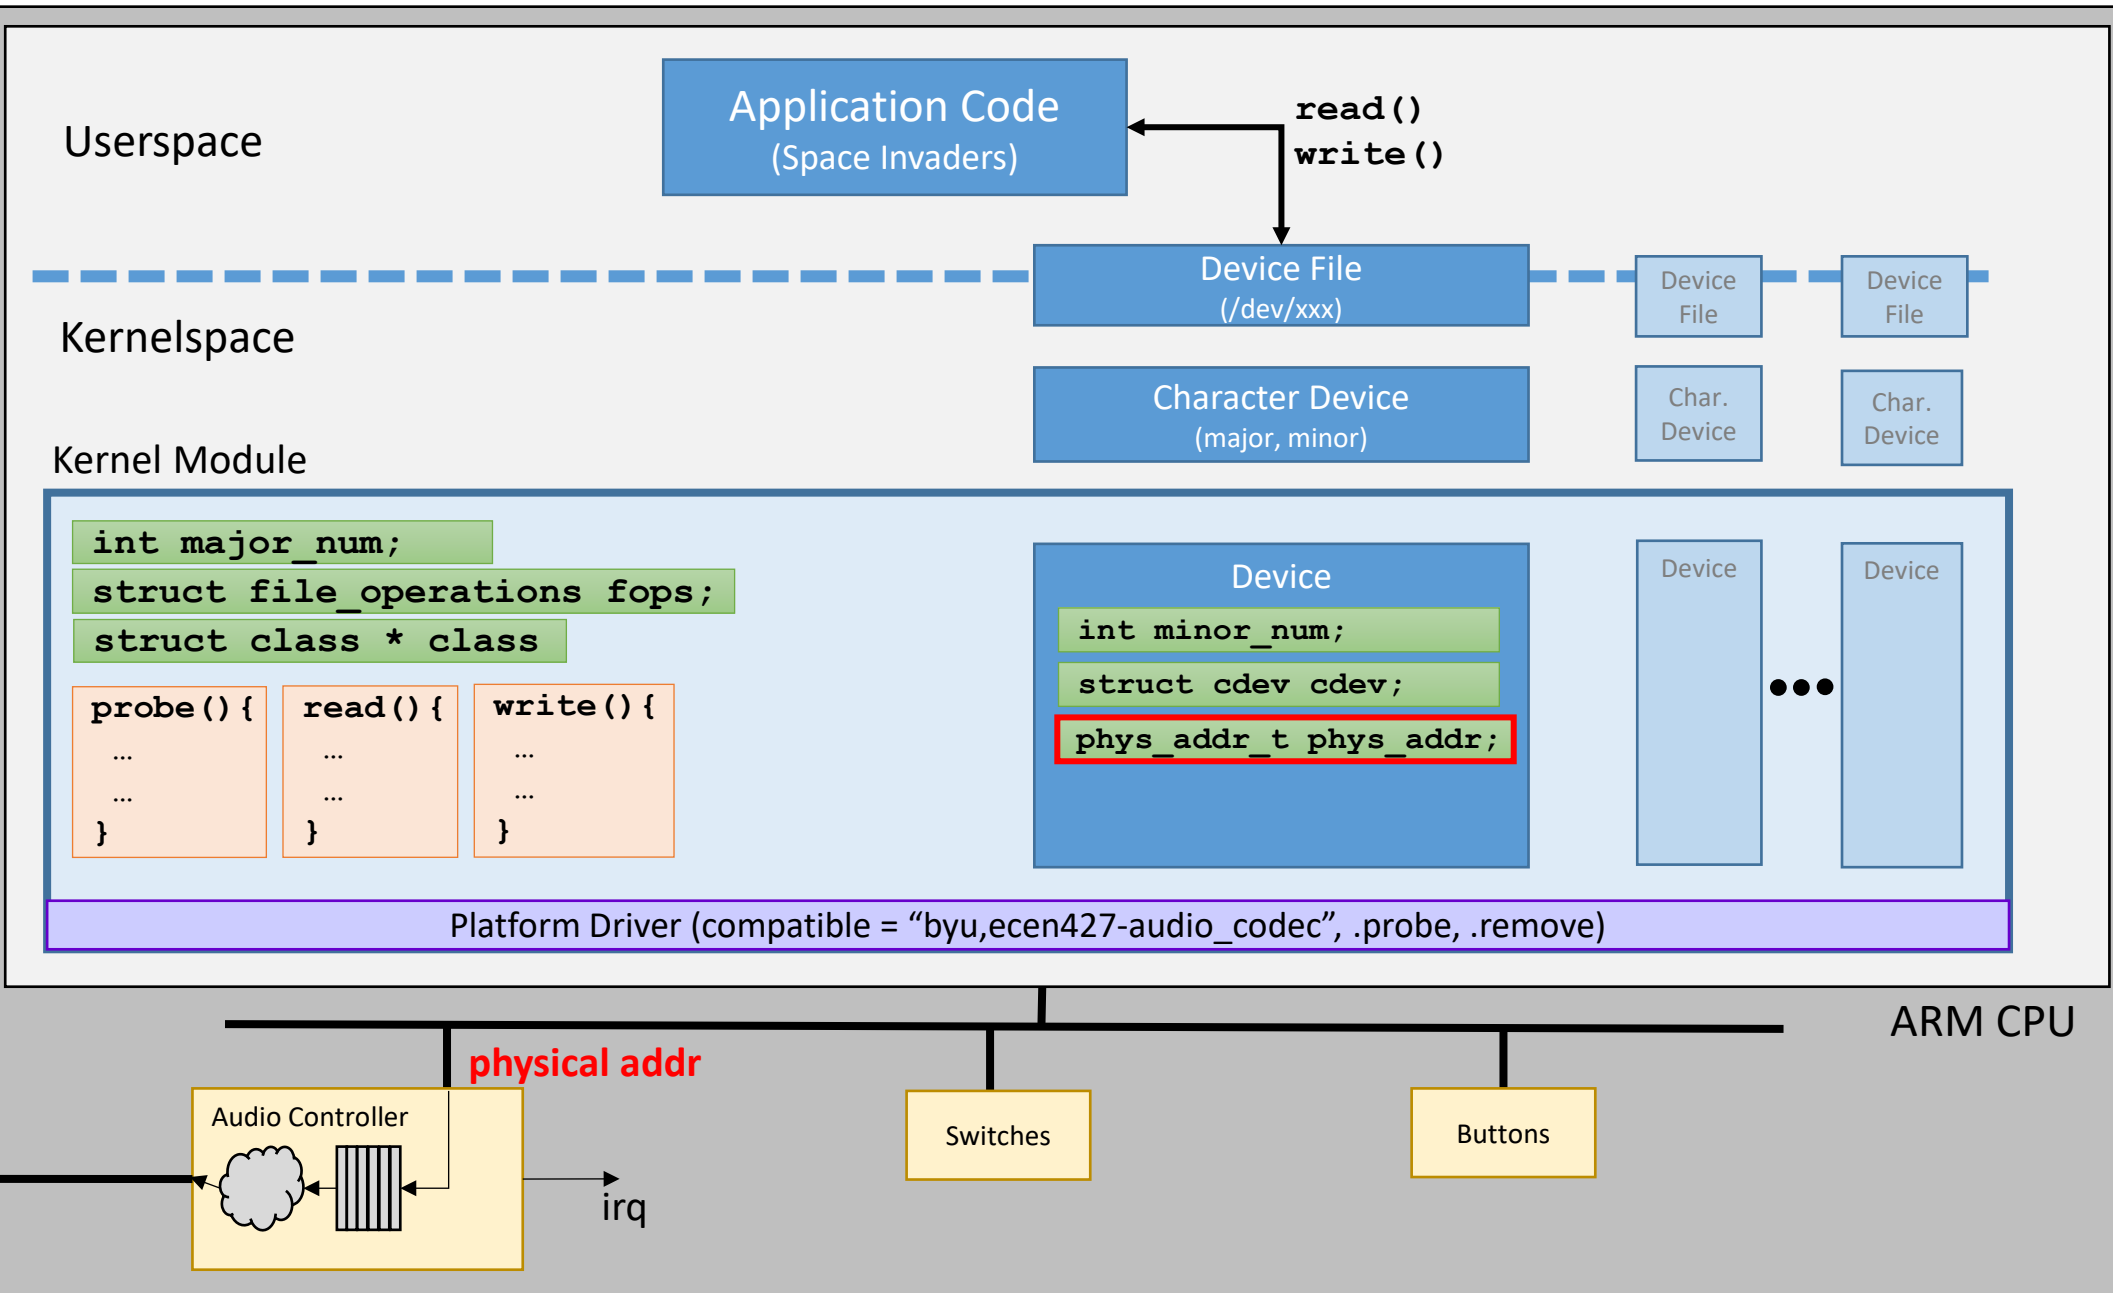 Userspace
Application Code
(Space Invaders)
read()
write()
Device File
(/dev/xxx)
Device
File
Device
File
Kernelspace
Character Device
(major, minor)
Char.
Device
Char.
Device
Kernel Module
int major_num;
struct file_operations fops;
struct class * class
probe(){
…
…
}
read(){
…
…
}
write(){
…
…
}
Device
int minor_num;
struct cdev cdev;
phys_addr_t phys_addr;
Device
Device
Platform Driver (compatible = “byu,ecen427-audio_codec”, .probe, .remove)
ARM CPU
physical addr
Audio Controller
irq
Switches
Buttons